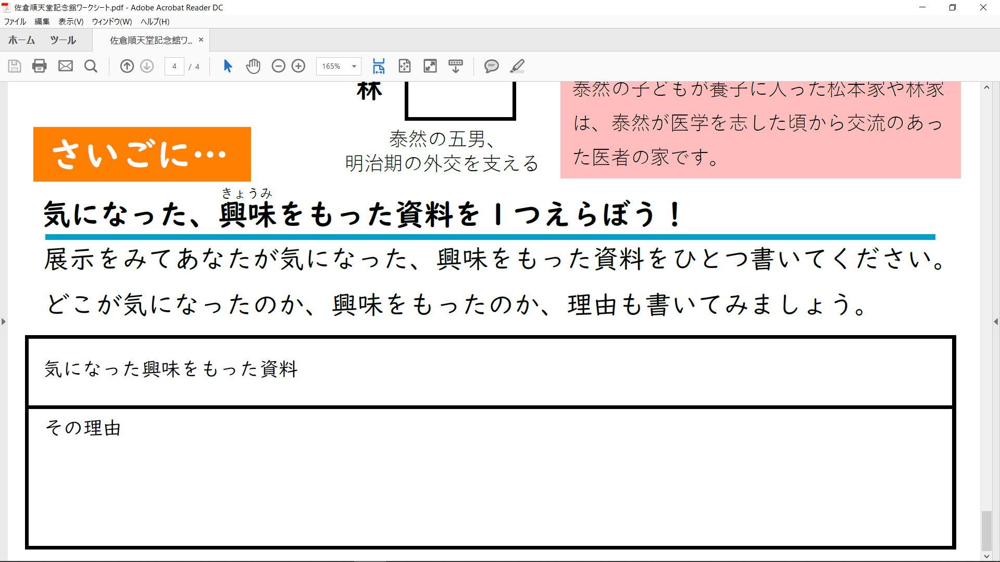 佐倉順天堂記念館ワークシート.pdf - Adobe Acrobat Reader DC
ファイル 編集 表示(V) ウィンドウ(W) ヘルプ(H)
ホーム ツール 佐倉順天堂記念館ワ... ×
4 / 4 165%
林
泰然の五男、
明治期の外交を支える
泰然の子どもが養子に入った松本家や林家
は、泰然が医学を志した頃から交流のあっ
た医者の家です。
さいごに…
きょうみ
気になった、興味をもった資料を1つえらぼう！
展示をみてあなたが気になった、興味をもった資料をひとつ書いてください。
どこが気になったのか、興味をもったのか、理由も書いてみましょう。
気になった興味をもった資料
その理由